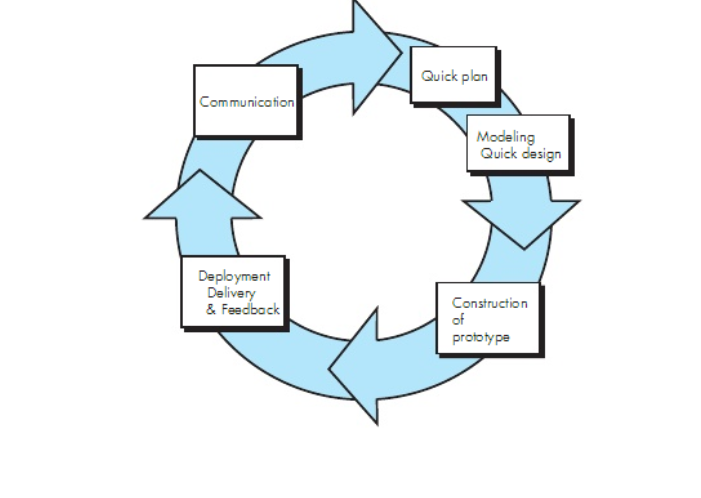 Communication
Quick plan
Modeling
Quick design
Construction
of
prototype
Deployment
Delivery
& Feedback